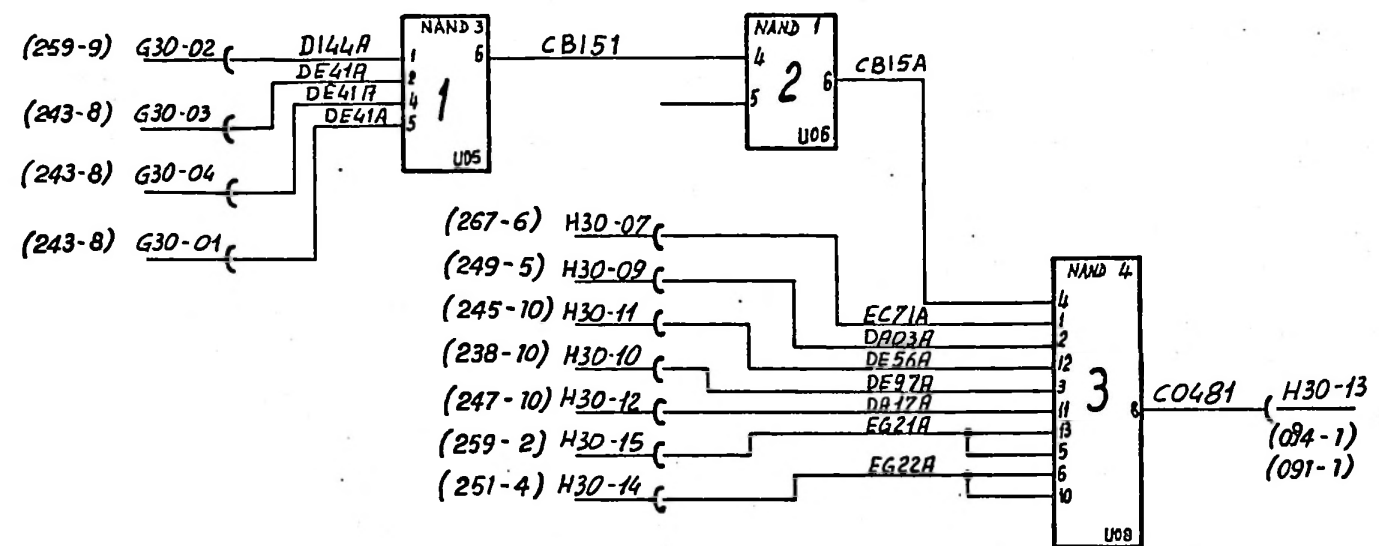 (259-9) G30-02 DI44A
(243-8) G30-03 DE41A
(243-8) G30-04 DE41A
(243-8) G30-01 DE41A
NAND 3
1 6
2
4
5
1
U05
CBI51
NAND 1
4
5
6
2
U06
CBI5A
(267-6) H30-07 EC71A
(249-5) H30-09 DA03A
(245-10) H30-11 DE56A
(238-10) H30-10 DE97A
(247-10) H30-12 DA17A
(259-2) H30-15 EG21A
(251-4) H30-14 EG22A
NAND 4
4
1
2
12
3
11
13
5
6
10
3
8
U08
C0481 H30-13
(094-1)
(091-1)